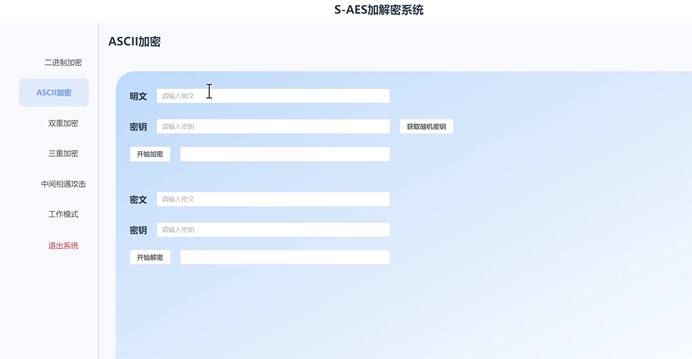 S-AES加解密系统
二进制加密
ASCII加密
双重加密
三重加密
中间相遇攻击
工作模式
退出系统
ASCII加密
明文 请输入明文
密钥 请输入密钥 获取随机密钥
开始加密
密文 请输入密文
密钥 请输入密钥
开始解密